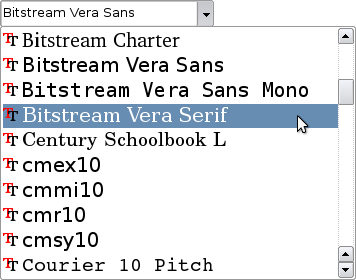 Bitstream Vera Sans
Bitstream Charter
Bitstream Vera Sans
Bitstream Vera Sans Mono
Bitstream Vera Serif
Century Schoolbook L
cmex10
cmmi10
cmr10
cmsy10
Courier 10 Pitch